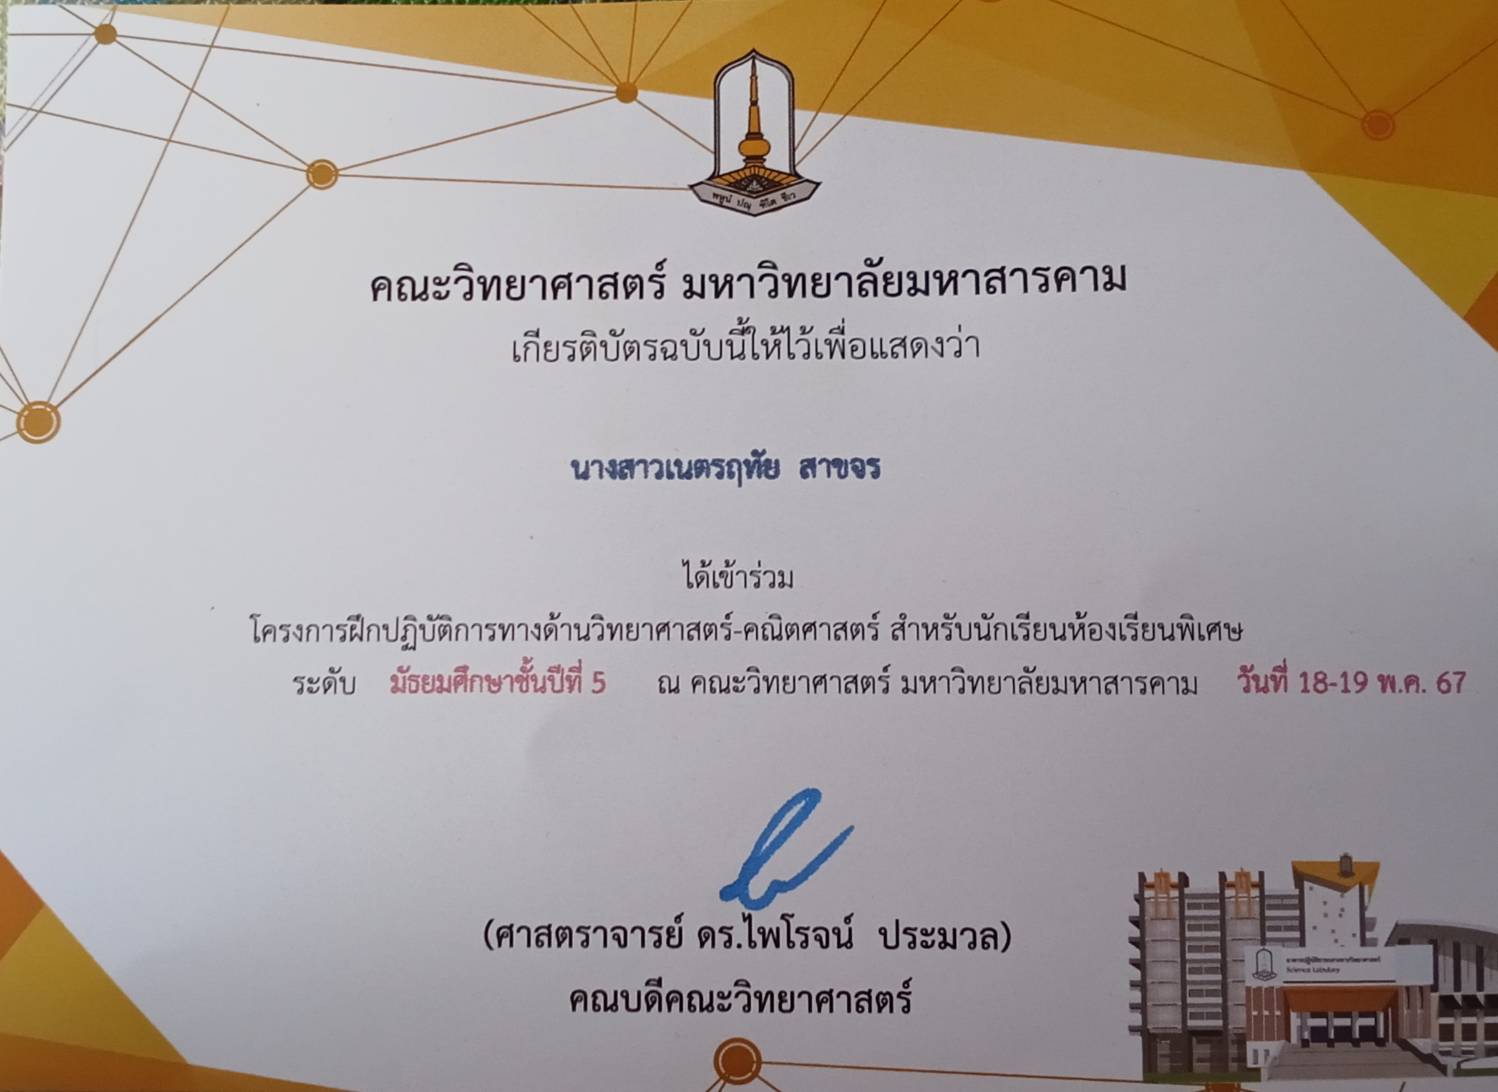 พหูนํ ปณฺ ฑิโต ชีเว
คณะวิทยาศาสตร์ มหาวิทยาลัยมหาสารคาม
เกียรติบัตรฉบับนี้ให้ไว้เพื่อแสดงว่า
นางสาวเนตรฤทัย สาขจร
ได้เข้าร่วม
โครงการฝึกปฏิบัติการทางด้านวิทยาศาสตร์-คณิตศาสตร์ สำหรับนักเรียนห้องเรียนพิเศษ
ระดับ มัธยมศึกษาชั้นปีที่ 5 ณ คณะวิทยาศาสตร์ มหาวิทยาลัยมหาสารคาม วันที่ 18-19 พ.ค. 67
(ศาสตราจารย์ ดร.ไพโรจน์ ประมวล)
คณบดีคณะวิทยาศาสตร์
Science